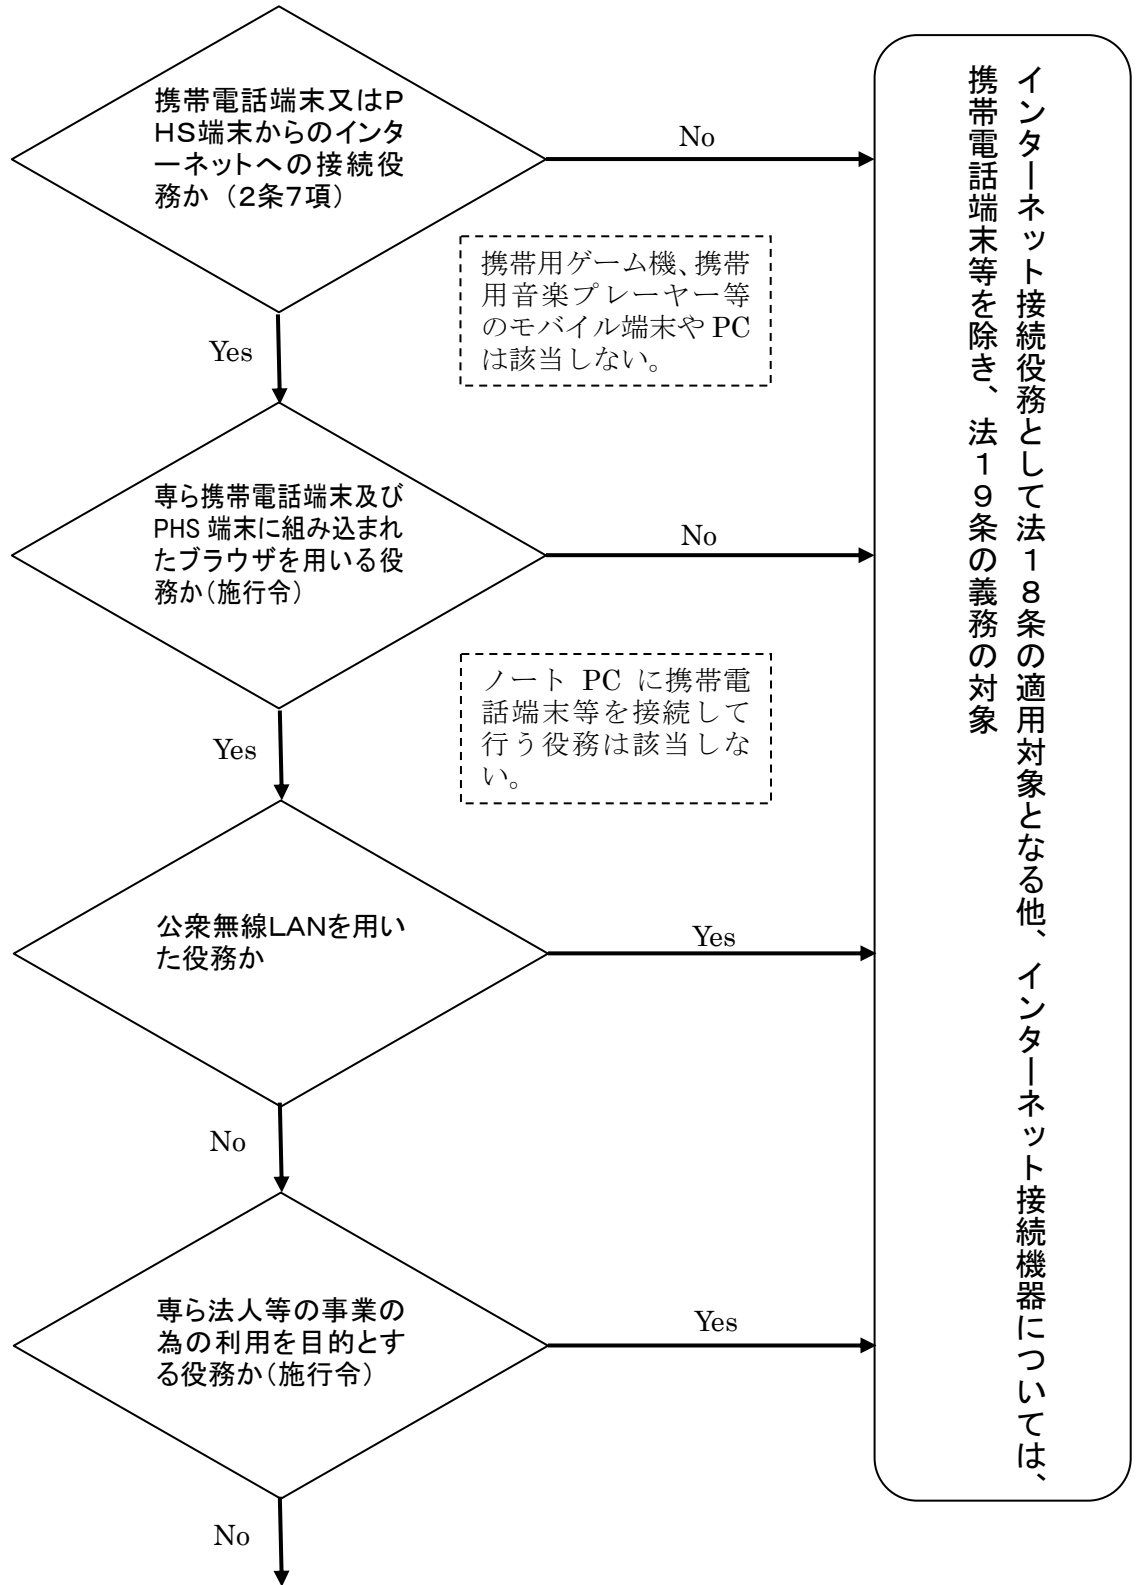 携帯電話端末又はP
HS端末からのインタ
ーネットへの接続役
務か（2条7項）
No
携帯用ゲーム機、携帯
用音楽プレーヤー等
のモバイル端末や PC
は該当しない。
Yes
専ら携帯電話端末及び
PHS 端末に組み込まれ
たブラウザを用いる役
務か（施行令）
No
ノート PC に携帯電
話端末等を接続して
行う役務は該当しな
い。
Yes
公衆無線LANを用い
た役務か
Yes
No
専ら法人等の事業の
為の利用を目的とす
る役務か（施行令）
Yes
No
インターネット接続役務として法１８条の適用対象となる他、インターネット接続機器については、
携帯電話端末等を除き、法１９条の義務の対象